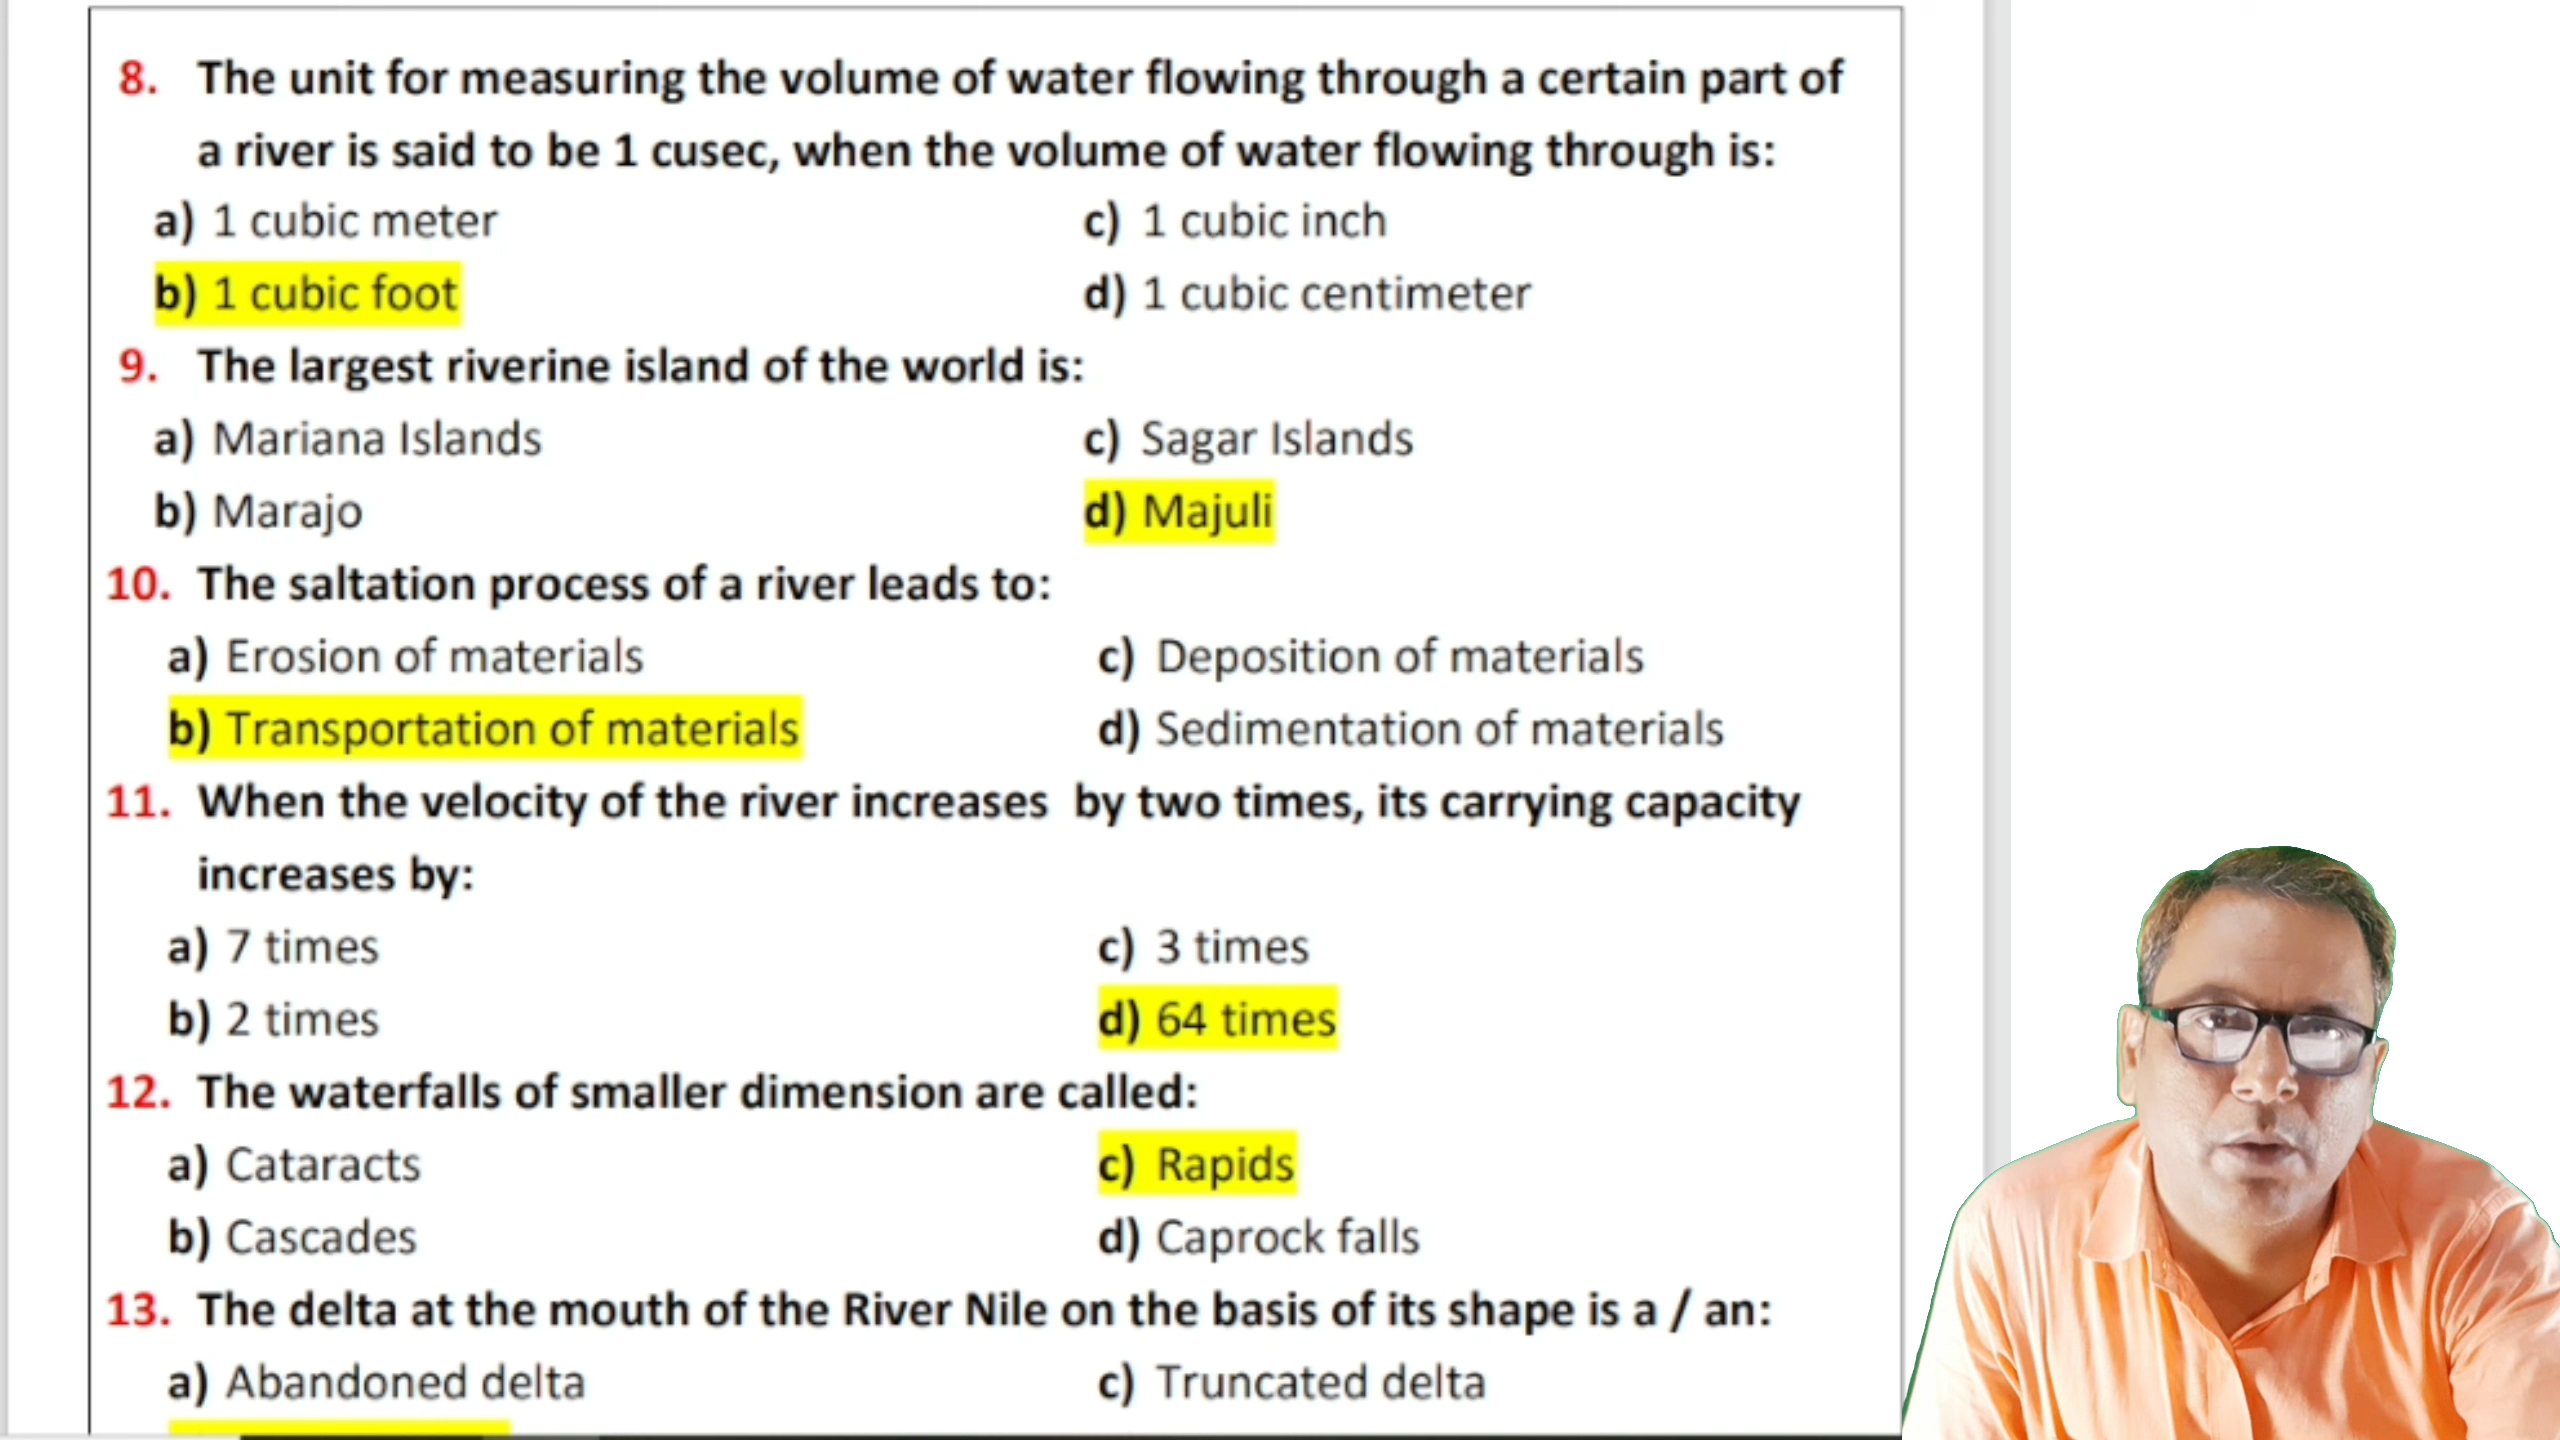 8. The unit for measuring the volume of water flowing through a certain part of
a river is said to be 1 cusec, when the volume of water flowing through is:
a) 1 cubic meter
c) 1 cubic inch
b) 1 cubic foot
d) 1 cubic centimeter
9. The largest riverine island of the world is:
a) Mariana Islands
c) Sagar Islands
b) Marajo
d) Majuli
10. The saltation process of a river leads to:
a) Erosion of materials
c) Deposition of materials
b) Transportation of materials
d) Sedimentation of materials
11. When the velocity of the river increases by two times, its carrying capacity
increases by:
a) 7 times
c) 3 times
b) 2 times
d) 64 times
12. The waterfalls of smaller dimension are called:
a) Cataracts
c) Rapids
b) Cascades
d) Caprock falls
13. The delta at the mouth of the River Nile on the basis of its shape is a / an:
a) Abandoned delta
c) Truncated delta